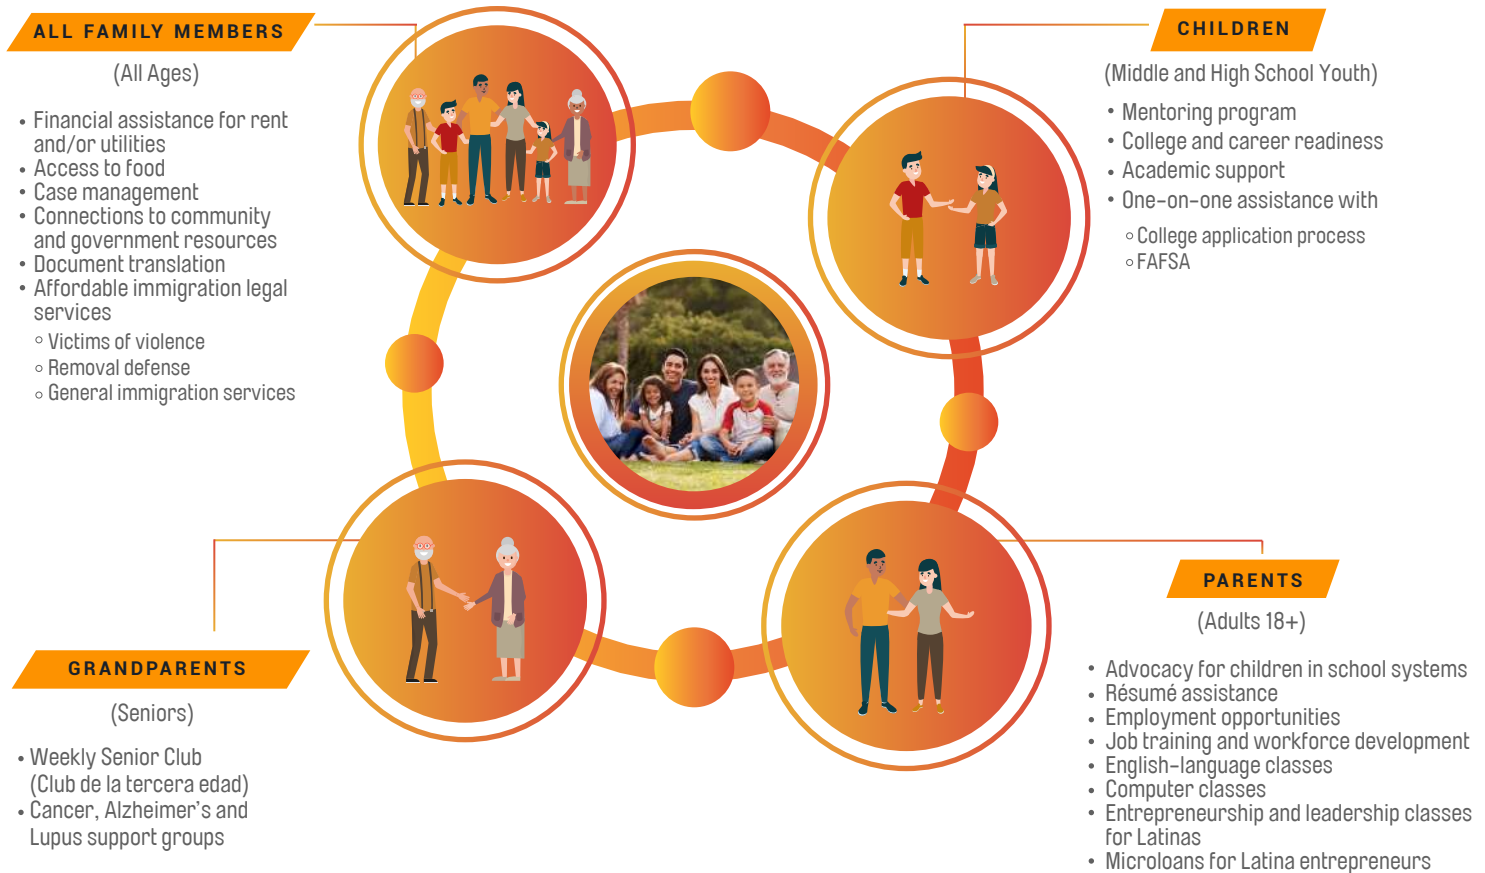 ALL FAMILY MEMBERS
(All Ages)
• Financial assistance for rent
and/or utilities
• Access to food
• Case management
• Connections to community
and government resources
• Document translation
• Affordable immigration legal
services
○ Victims of violence
○ Removal defense
○ General immigration services
CHILDREN
(Middle and High School Youth)
• Mentoring program
• College and career readiness
• Academic support
• One-on-one assistance with
○ College application process
○ FAFSA
GRANDPARENTS
(Seniors)
• Weekly Senior Club
(Club de la tercera edad)
• Cancer, Alzheimer's and
Lupus support groups
PARENTS
(Adults 18+)
• Advocacy for children in school systems
• Résumé assistance
• Employment opportunities
• Job training and workforce development
• English-language classes
• Computer classes
• Entrepreneurship and leadership classes
for Latinas
• Microloans for Latina entrepreneurs